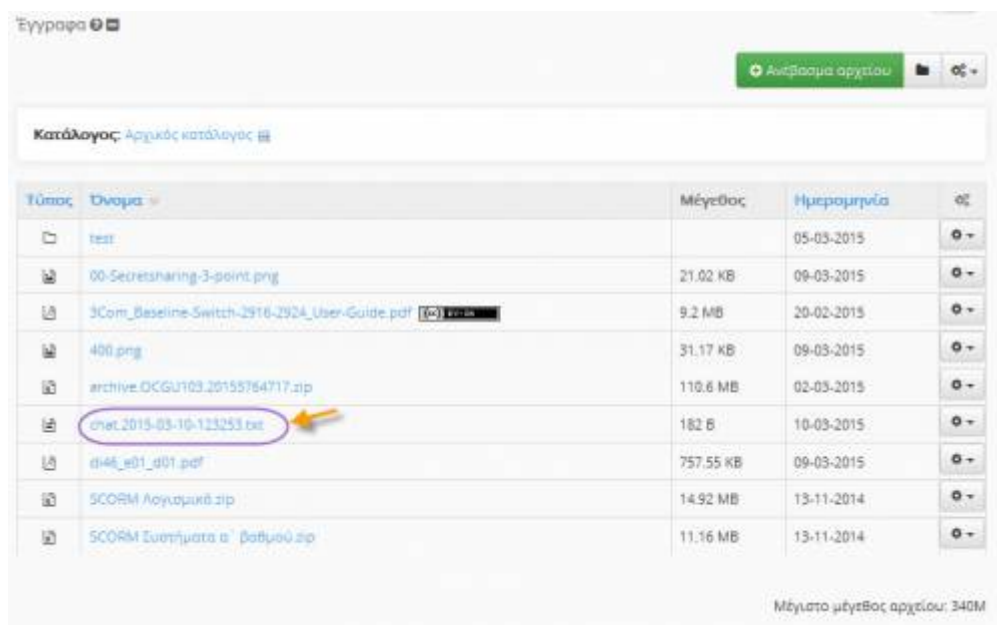 Έγγραφα
Ανέβασμα αρχείου
Κατάλογος: Αρχικός κατάλογος
Τύπος Όνομα Μέγεθος Ημερομηνία
test 05-03-2015
00-Secretsharing-3-point.png 21.02 KB 09-03-2015
3Com_Baseline-Switch-2916-2924_User-Guide.pdf (cc) 9.2 MB 20-02-2015
400.png 31.17 KB 09-03-2015
archive.OCGU103.20155764717.zip 110.6 MB 02-03-2015
chat.2015-03-10-123253.txt 182 B 10-03-2015
di46_e01_d01.pdf 757.55 KB 09-03-2015
SCORM Λογισμικό.zip 14.92 MB 13-11-2014
SCORM Συστήματα α΄ βαθμού.zip 11.16 MB 13-11-2014
Μέγιστο μέγεθος αρχείου: 340M